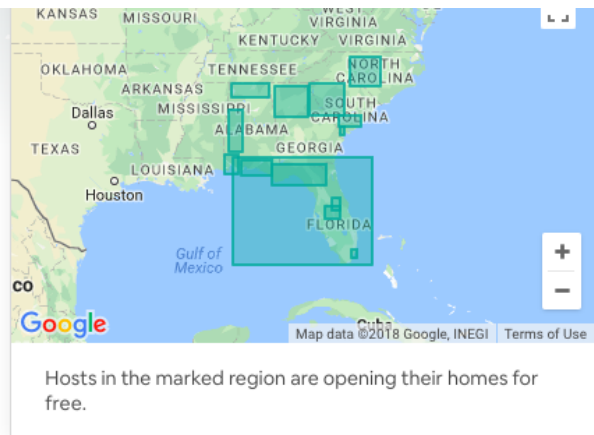 KANSAS
MISSOURI
WEST
VIRGINIA
KENTUCKY
VIRGINIA
OKLAHOMA
TENNESSEE
NORTH
CAROLINA
ARKANSAS
MISSISSIPPI
SOUTH
CAROLINA
Dallas
ALABAMA
TEXAS
GEORGIA
LOUISIANA
Houston
FLORIDA
Gulf of
Mexico
+
co
−
Google
Cuba
Map data ©2018 Google, INEGI
Terms of Use
Hosts in the marked region are opening their homes for
free.